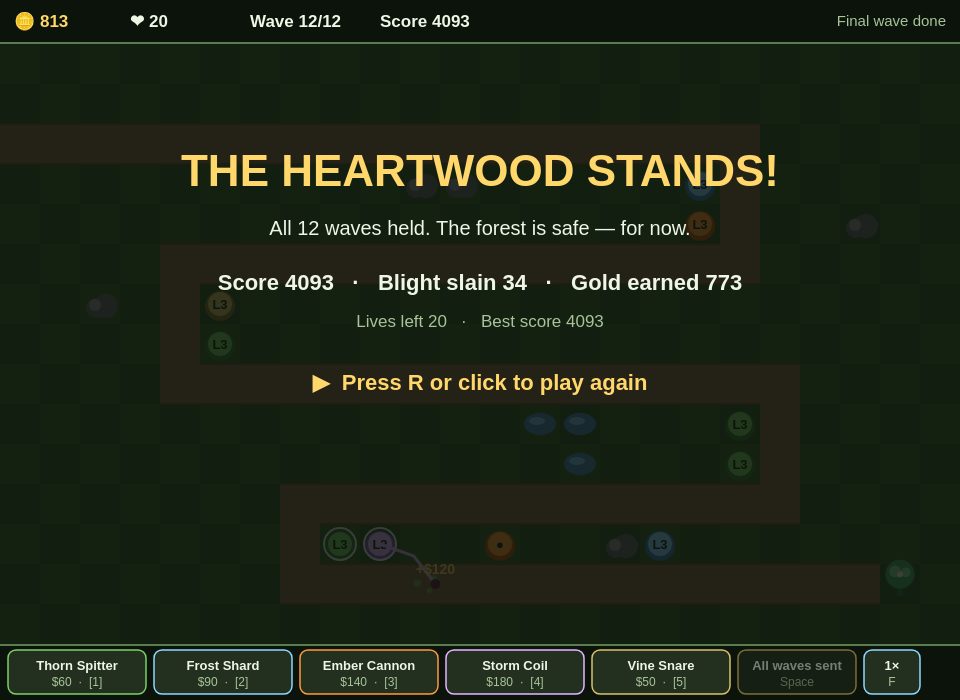 🪙 813 ❤ 20 Wave 12/12 Score 4093 Final wave done
THE HEARTWOOD STANDS!
All 12 waves held. The forest is safe — for now.
L3
Score 4093 · Blight slain 34 · Gold earned 773
L3
Lives left 20 · Best score 4093
L3
▶ Press R or click to play again
L3
L3
L3 L3 L3
+$120
Thorn Spitter Frost Shard Ember Cannon Storm Coil Vine Snare All waves sent 1×
$60 · [1] $90 · [2] $140 · [3] $180 · [4] $50 · [5] Space F